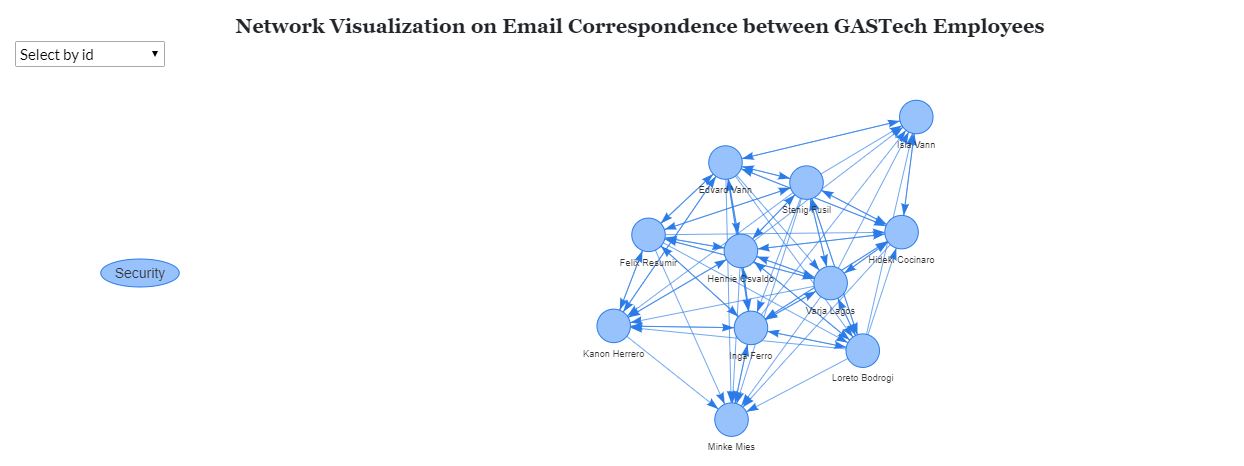 Network Visualization on Email Correspondence between GASTech Employees
Select by id
Isia Vann
Edvard Vann
Stenig Fusil
Hideki Cocinaro
Felix Resumir
Hennie Osvaldo
Security
Varja Lagos
Kanon Herrero
Inga Ferro
Loreto Bodrogi
Minke Mies